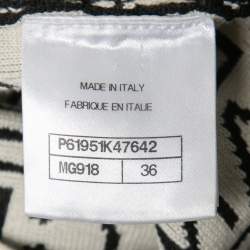 MADE IN ITALY
FABRIQUE EN ITALIE
P61951K47642
MG918 36